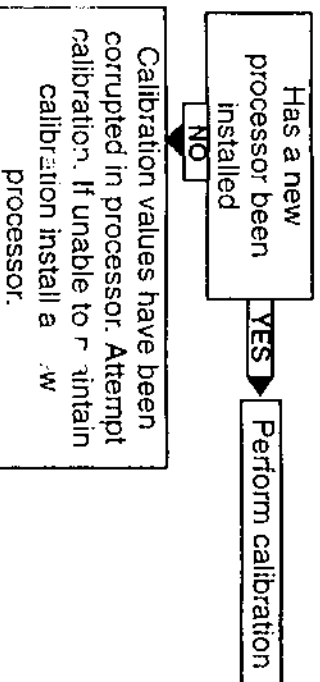 Has a new
processor been
installed
YES
Perform calibration
NO
Calibration values have been
corrupted in processor. Attempt
calibration. If unable to maintain
calibration install a
processor.